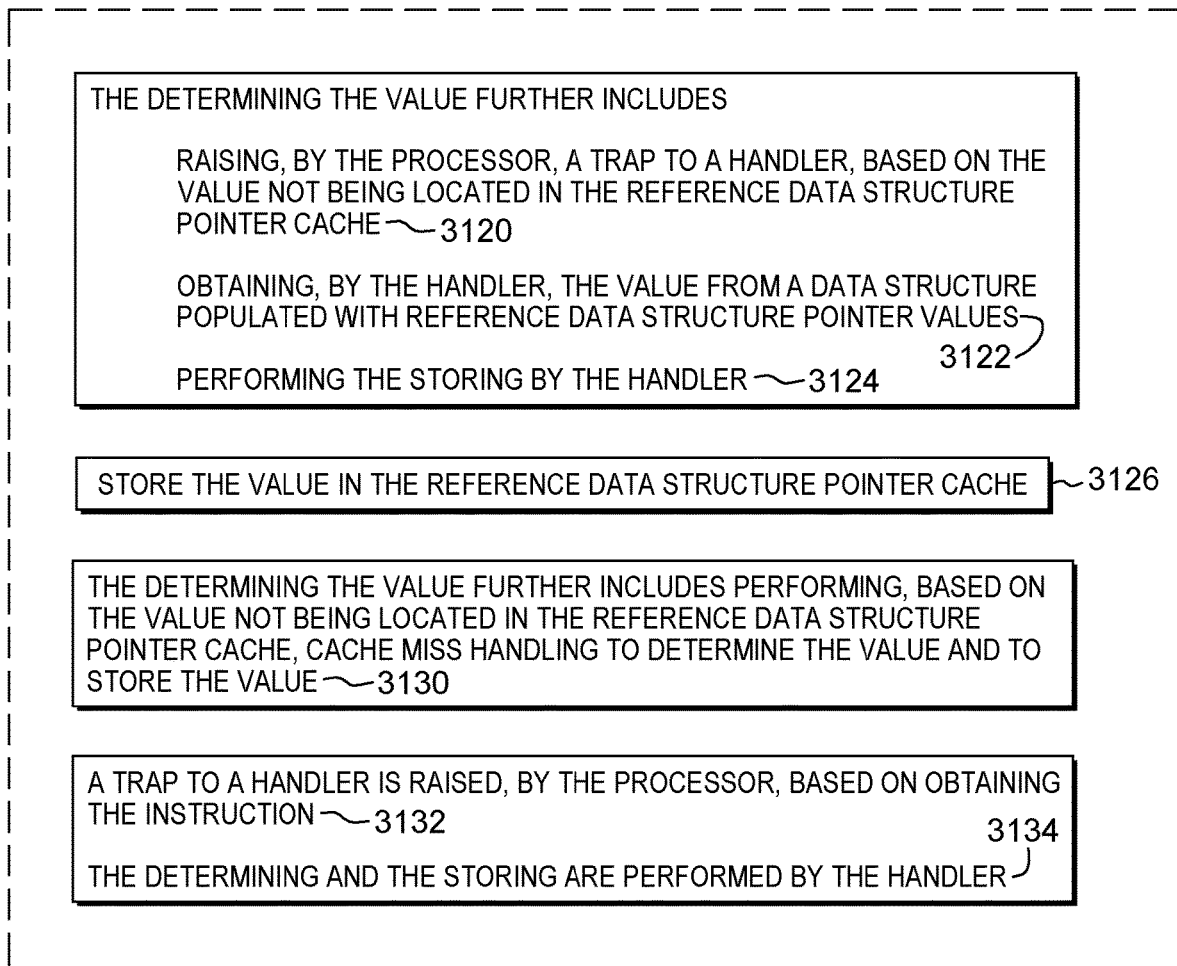 THE DETERMINING THE VALUE FURTHER INCLUDES
RAISING, BY THE PROCESSOR, A TRAP TO A HANDLER, BASED ON THE
VALUE NOT BEING LOCATED IN THE REFERENCE DATA STRUCTURE
POINTER CACHE 3120
OBTAINING, BY THE HANDLER, THE VALUE FROM A DATA STRUCTURE
POPULATED WITH REFERENCE DATA STRUCTURE POINTER VALUES
3122
PERFORMING THE STORING BY THE HANDLER 3124
STORE THE VALUE IN THE REFERENCE DATA STRUCTURE POINTER CACHE 3126
THE DETERMINING THE VALUE FURTHER INCLUDES PERFORMING, BASED ON
THE VALUE NOT BEING LOCATED IN THE REFERENCE DATA STRUCTURE
POINTER CACHE, CACHE MISS HANDLING TO DETERMINE THE VALUE AND TO
STORE THE VALUE 3130
A TRAP TO A HANDLER IS RAISED, BY THE PROCESSOR, BASED ON OBTAINING
THE INSTRUCTION 3132
3134
THE DETERMINING AND THE STORING ARE PERFORMED BY THE HANDLER